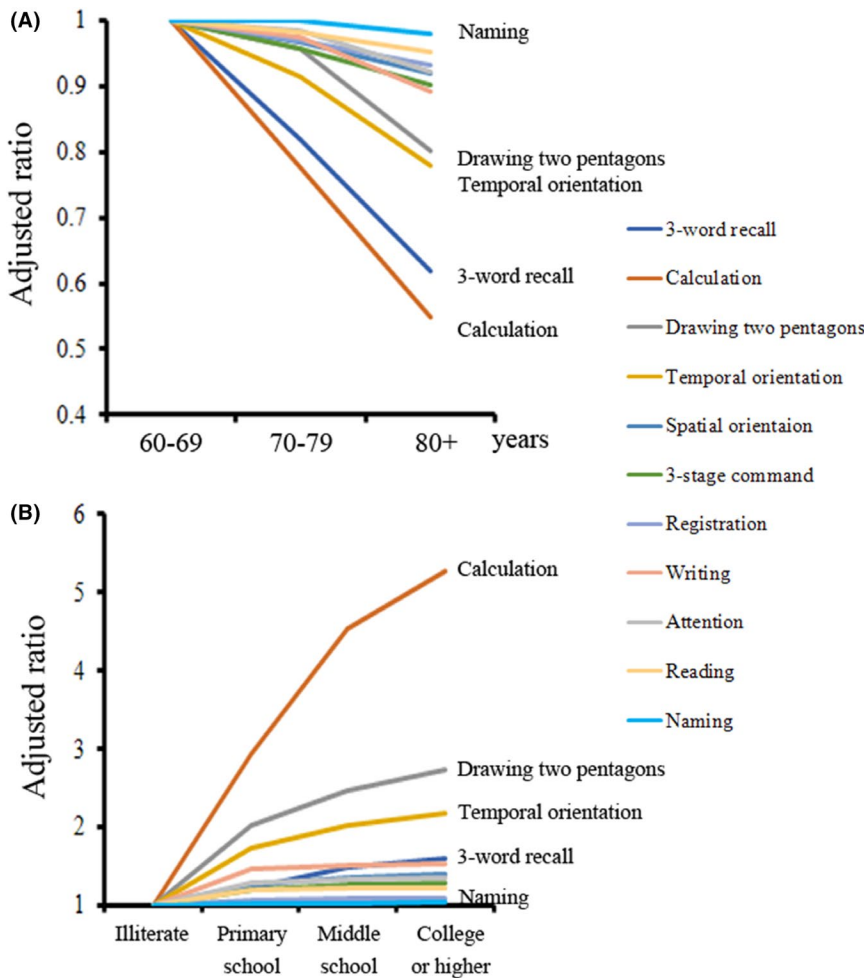 (A)
Adjusted ratio
1
0.9
0.8
0.7
0.6
0.5
0.4
60-69 70-79 80+ years
Naming
Drawing two pentagons
Temporal orientation
3-word recall
Calculation
3-word recall
Calculation
Drawing two pentagons
Temporal orientation
Spatial orientaion
3-stage command
Registration
Writing
Attention
Reading
Naming
(B)
Adjusted ratio
6
5
4
3
2
1
Illiterate Primary school Middle school College or higher
Calculation
Drawing two pentagons
Temporal orientation
3-word recall
Naming